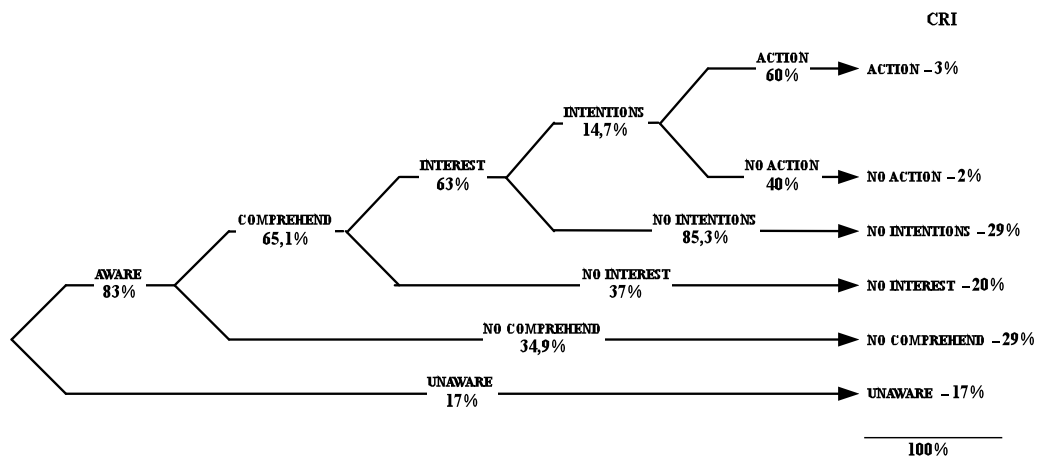 CRI
ACTION
60%
ACTION – 3%
INTENTIONS
14,7%
INTEREST
63%
NO ACTION
40%
NO ACTION – 2%
COMPREHEND
65,1%
NO INTENTIONS
85,3%
NO INTENTIONS – 29%
AWARE
83%
NO INTEREST
37%
NO INTEREST – 20%
NO COMPREHEND
34,9%
NO COMPREHEND – 29%
UNAWARE
17%
UNAWARE – 17%
100%